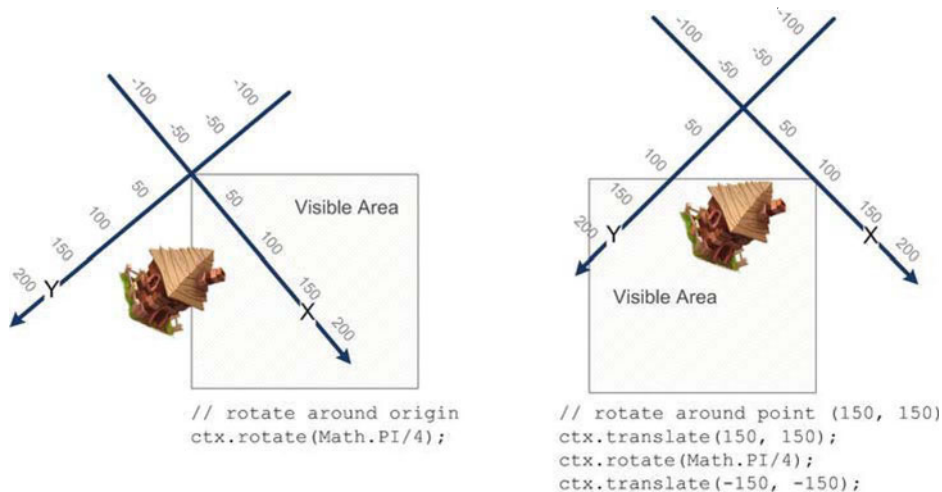 -100
-50
-50
-100
50
100
150
200
Y
50
100
150
X
200
Visible Area
// rotate around origin
ctx.rotate(Math.PI/4);
-100
-50
-50
-100
50
100
150
200
Y
50
100
150
X
200
Visible Area
// rotate around point (150, 150)
ctx.translate(150, 150);
ctx.rotate(Math.PI/4);
ctx.translate(-150, -150);